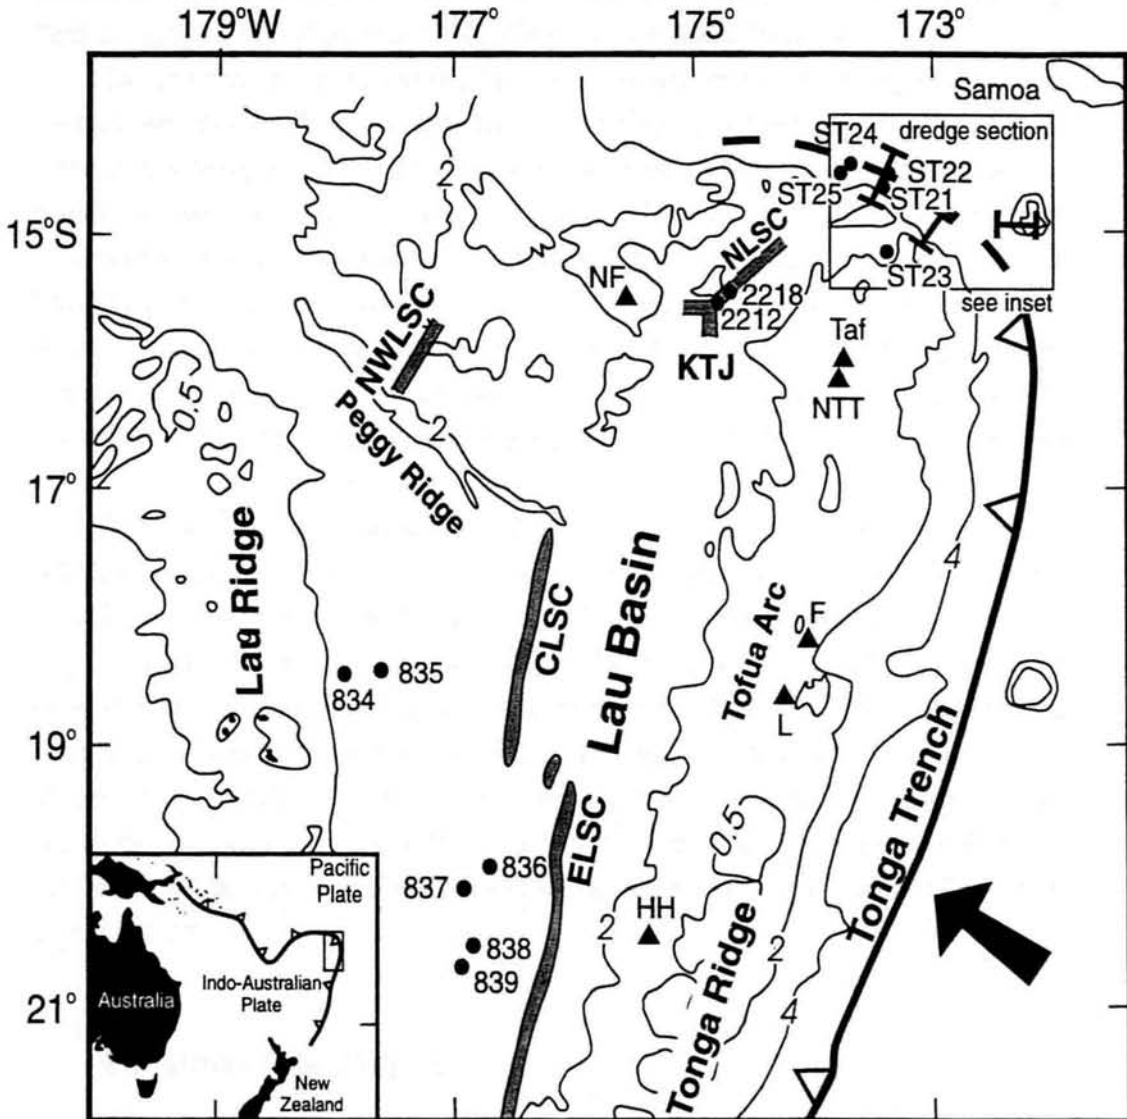 179°W
177°
175°
173°
Samoa
ST24
dredge section
2
ST22
ST21
ST25
15°S
NLSC
NF
ST23
2218
see inset
2212
NWLSC
Taf
KTJ
0.5
NTT
2
Peggy Ridge
17°
Lau Ridge
Lau Basin
4
CLSC
Tofua Arc
F
835
834
L
19°
Tonga Trench
0.5
ELSC
836
837
Pacific
Plate
HH
2
838
2
839
Indo-Australian
Plate
Australia
21°
4
Tonga Ridge
New
Zealand